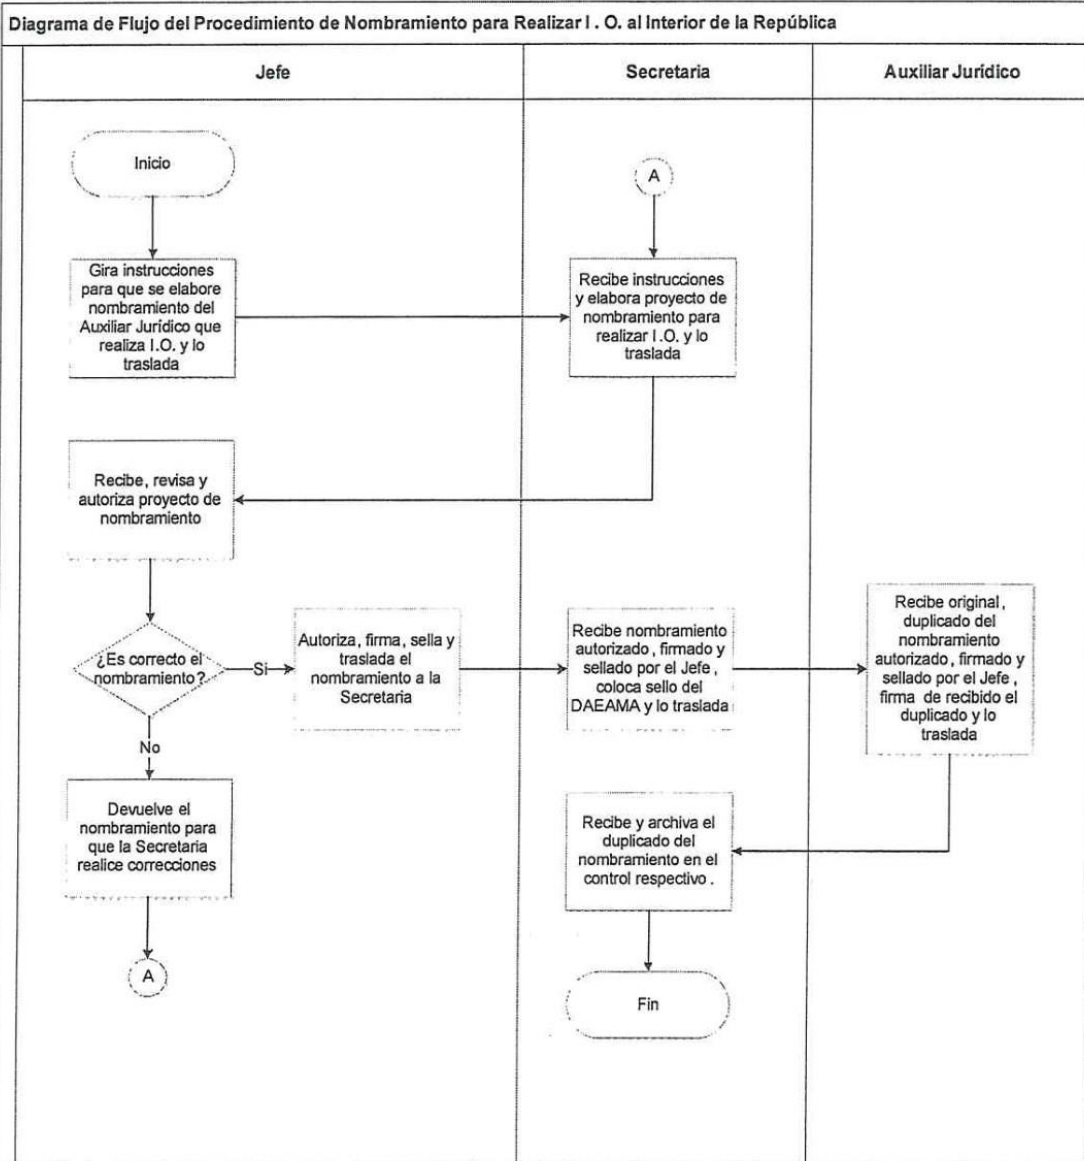 Diagrama de Flujo del Procedimiento de Nombramiento para Realizar I . O. al Interior de la República
Jefe
Secretaria
Auxiliar Jurídico
Inicio
A
Gira instrucciones
para que se elabore
nombramiento del
Auxiliar Jurídico que
realiza I.O. y lo
traslada
Recibe instrucciones
y elabora proyecto de
nombramiento para
realizar I.O. y lo
traslada
Recibe, revisa y
autoriza proyecto de
nombramiento
¿Es correcto el
nombramiento?
Si
Autoriza, firma, sella y
traslada el
nombramiento a la
Secretaria
Recibe nombramiento
autorizado, firmado y
sellado por el Jefe,
coloca sello del
DAEAMA y lo traslada
Recibe original,
duplicado del
nombramiento
autorizado, firmado y
sellado por el Jefe,
firma de recibido el
duplicado y lo
traslada
No
Devuelve el
nombramiento para
que la Secretaria
realice correcciones
Recibe y archiva el
duplicado del
nombramiento en el
control respectivo.
A
Fin